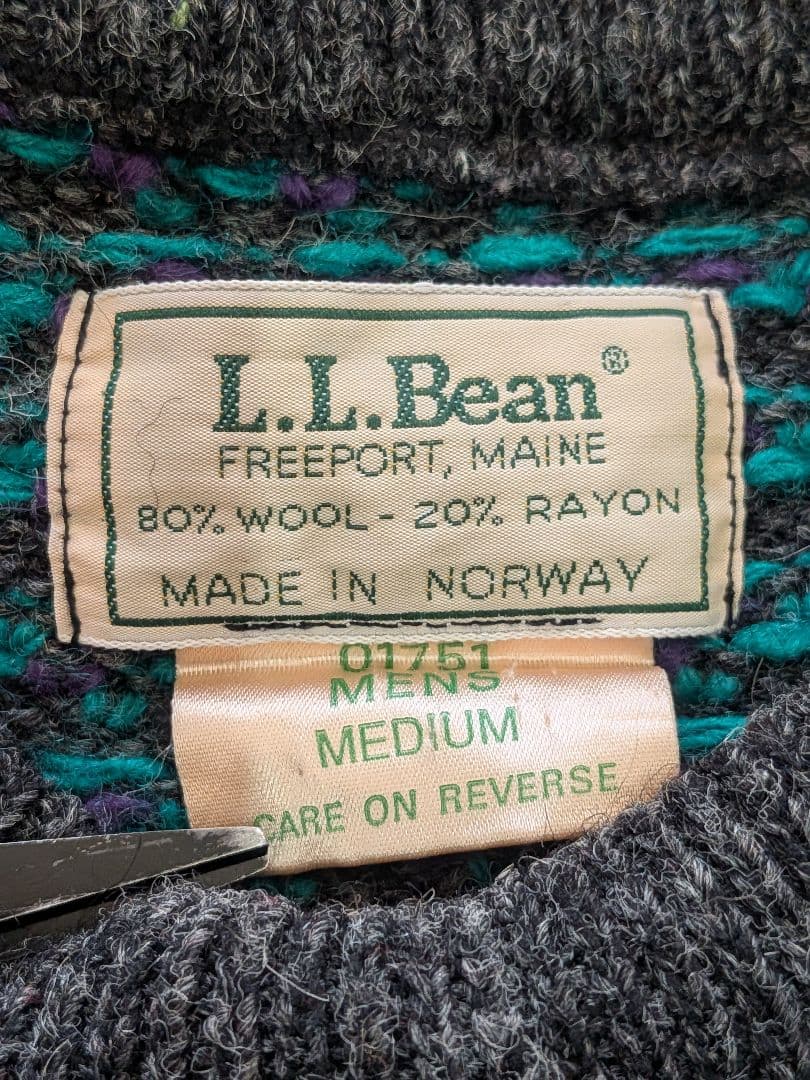 L.L.Bean®
FREEPORT, MAINE
80% WOOL - 20% RAYON
MADE IN NORWAY
01751
MENS
MEDIUM
CARE ON REVERSE